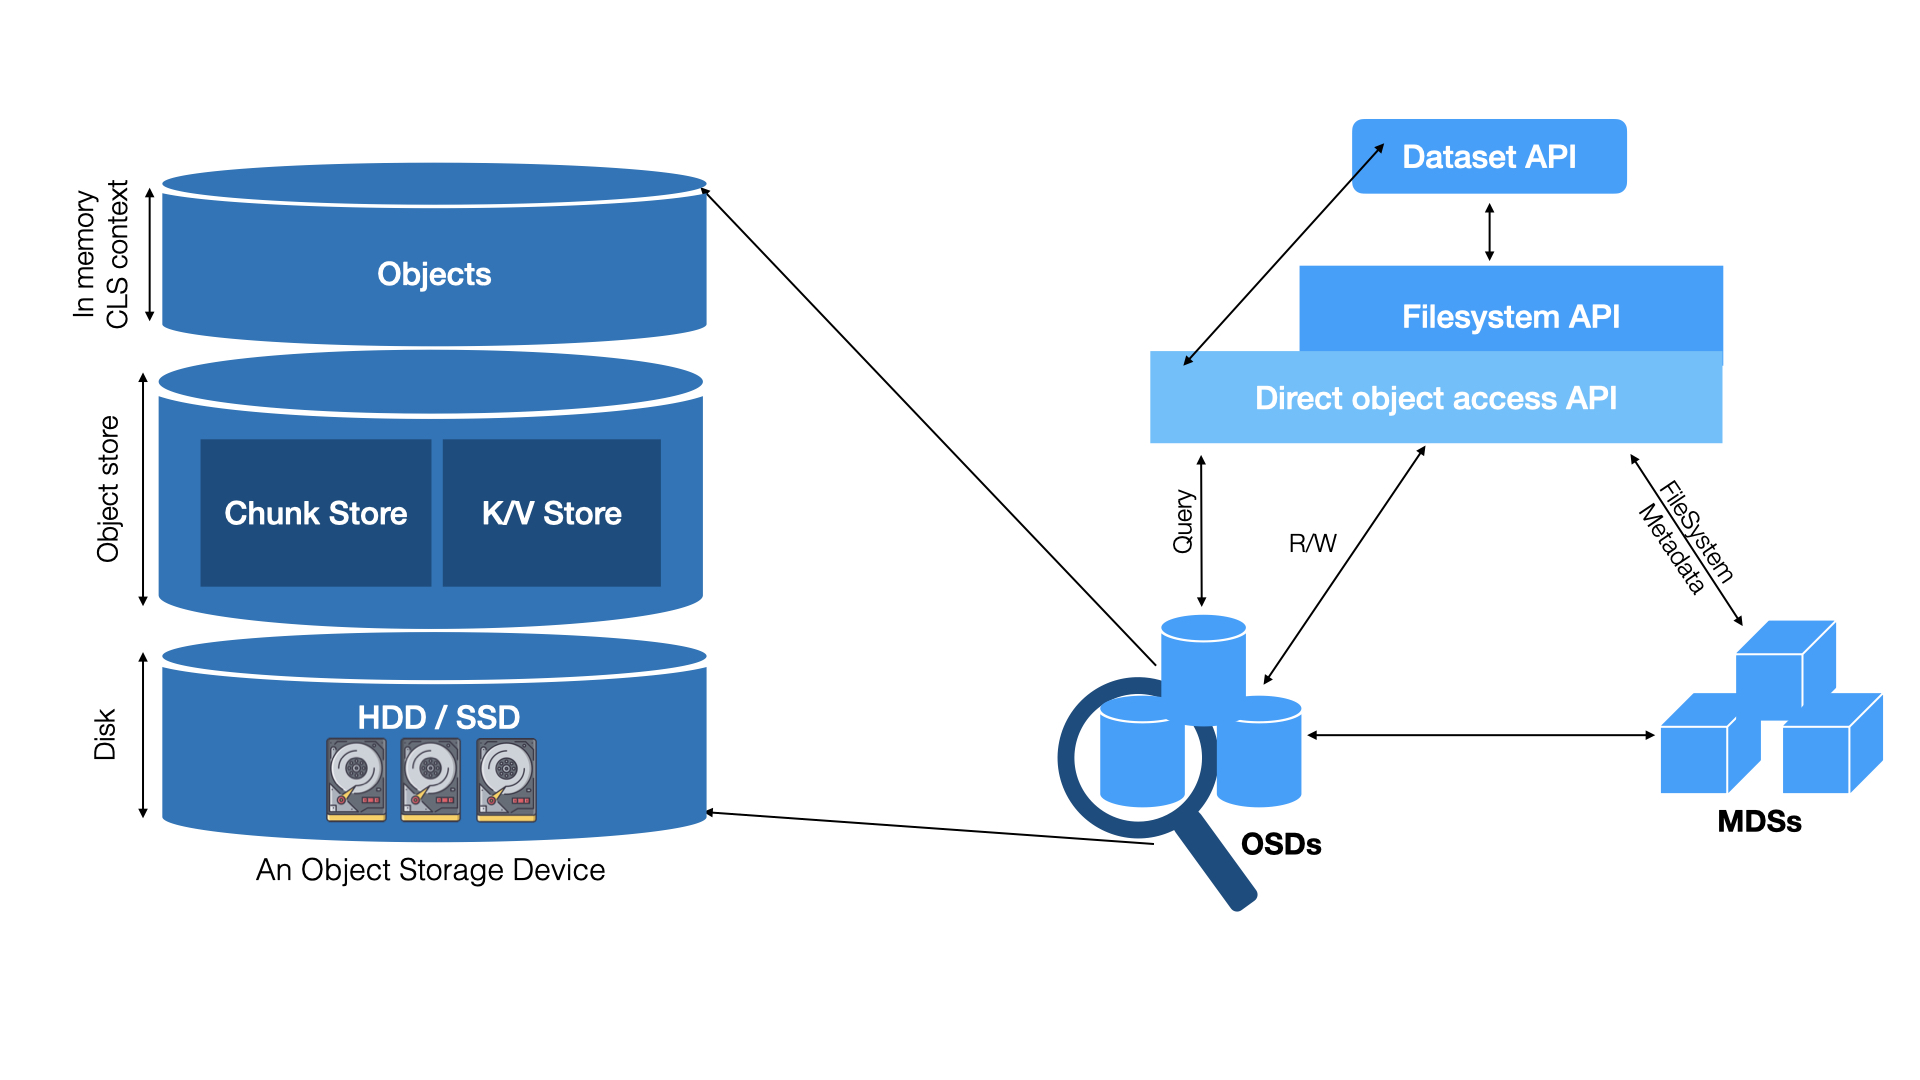 In memory
CLS context
Objects
Object store
Chunk Store
K/V Store
Disk
HDD / SSD
An Object Storage Device
Dataset API
Filesystem API
Direct object access API
Query
R/W
FileSystem
Metadata
OSDs
MDSs